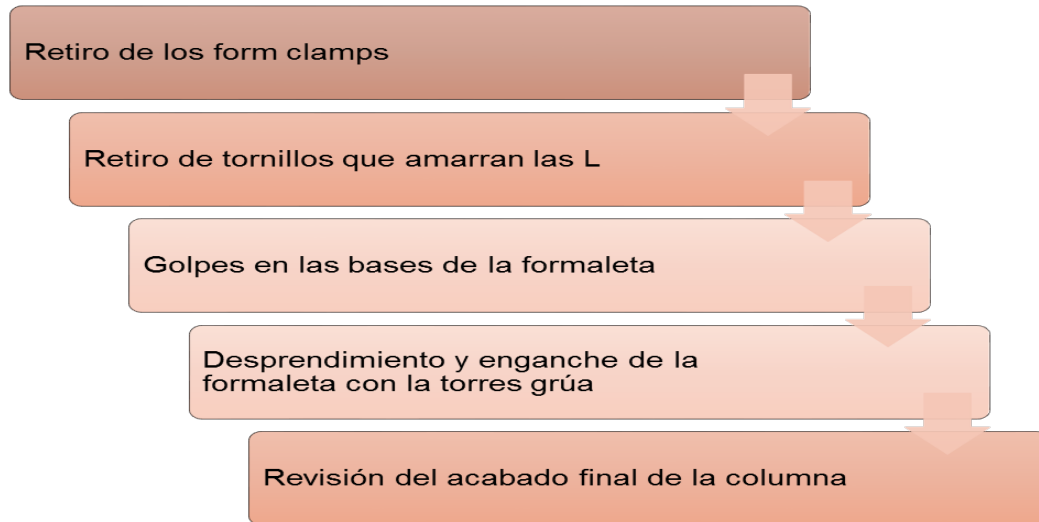 Retiro de los form clamps
Retiro de tornillos que amarran las L
Golpes en las bases de la formaleta
Desprendimiento y enganche de la
formaleta con la torres grúa
Revisión del acabado final de la columna